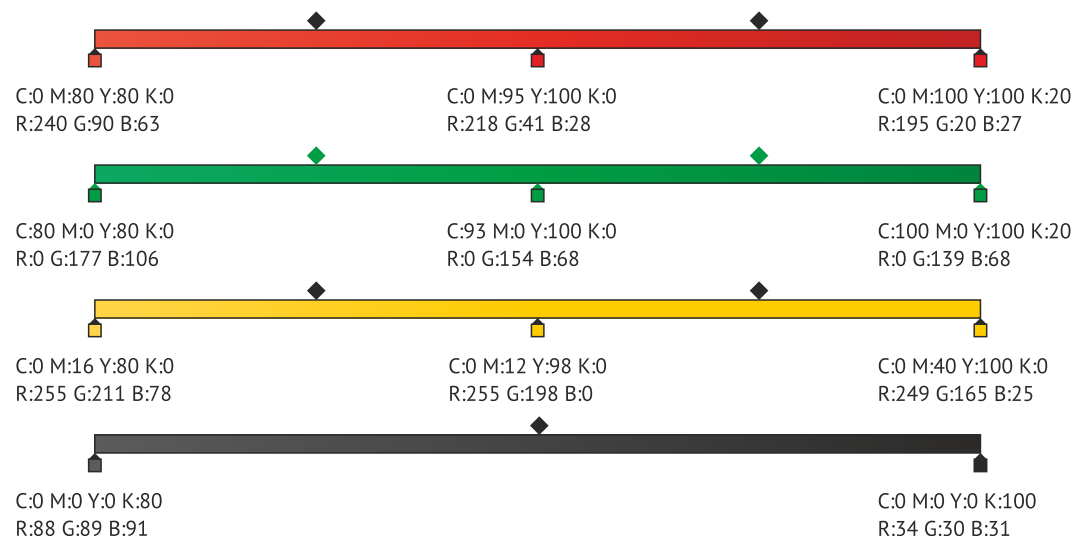 C:0 M:80 Y:80 K:0
R:240 G:90 B:63
C:0 M:95 Y:100 K:0
R:218 G:41 B:28
C:0 M:100 Y:100 K:20
R:195 G:20 B:27
C:80 M:0 Y:80 K:0
R:0 G:177 B:106
C:93 M:0 Y:100 K:0
R:0 G:154 B:68
C:100 M:0 Y:100 K:20
R:0 G:139 B:68
C:0 M:16 Y:80 K:0
R:255 G:211 B:78
C:0 M:12 Y:98 K:0
R:255 G:198 B:0
C:0 M:40 Y:100 K:0
R:249 G:165 B:25
C:0 M:0 Y:0 K:80
R:88 G:89 B:91
C:0 M:0 Y:0 K:100
R:34 G:30 B:31